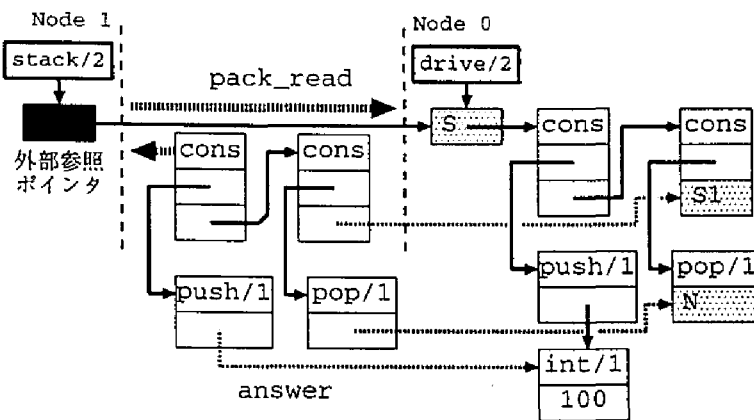 Node 1
Node 0
stack/2
drive/2
pack_read
外部参照
ポインタ
S
cons
cons
cons
cons
S1
push/1
pop/1
push/1
pop/1
N
int/1
100
answer